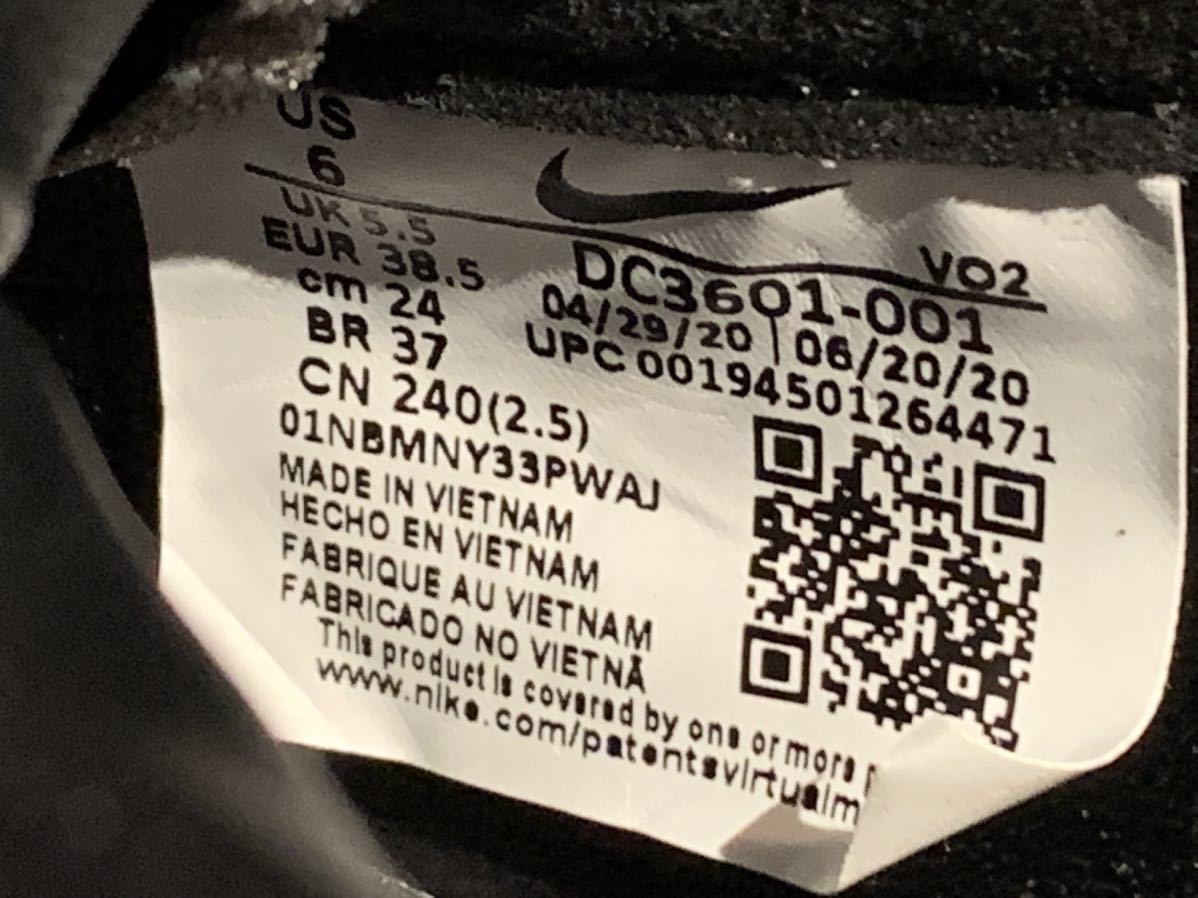 US
6
UK 5.5
EUR 38.5
cm 24
BR 37
CN 240(2.5)
VO2
DC3601-001
04/29/20 | 06/20/20
UPC 00194501264471
01NBMNY33PWAJ
MADE IN VIETNAM
HECHO EN VIETNAM
FABRIQUE AU VIETNAM
FABRICADO NO VIETNÃ
This product is covered by one or more
www.nike.com/patentsvirtualm